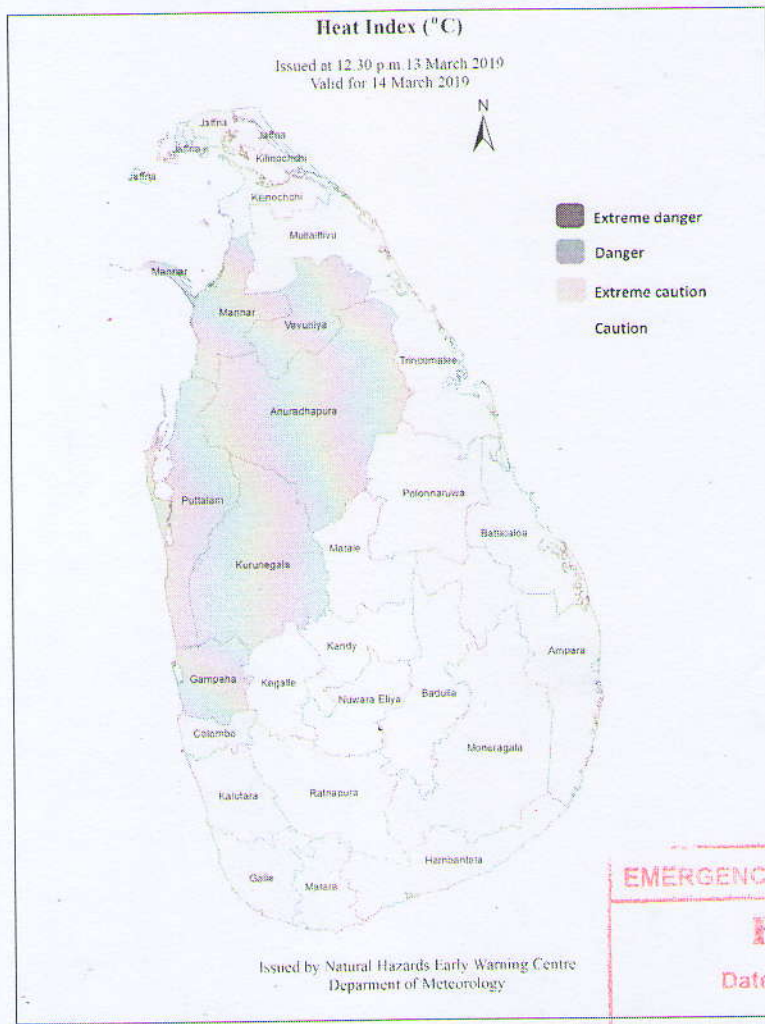 Heat Index (°C)
Issued at 12.30 p.m.13 March 2019
Valid for 14 March 2019
N
Jaffna
Jaffna
Jaffna
Kilinochchi
Jaffna
Kilinochchi
Mullaitivu
Mannar
Mannar
Vavuniya
Trincomalee
Anuradhapura
Puttalam
Polonnaruwa
Batticaloa
Matale
Kurunegala
Kandy
Ampara
Gampaha
Kegalle
Nuwara Eliya
Badulla
Colombo
Moneragala
Kalutara
Ratnapura
Hambantota
Galle
Matara
Extreme danger
Danger
Extreme caution
Caution
EMERGENC
Date
Issued by Natural Hazards Early Warning Centre
Deparment of Meteorology